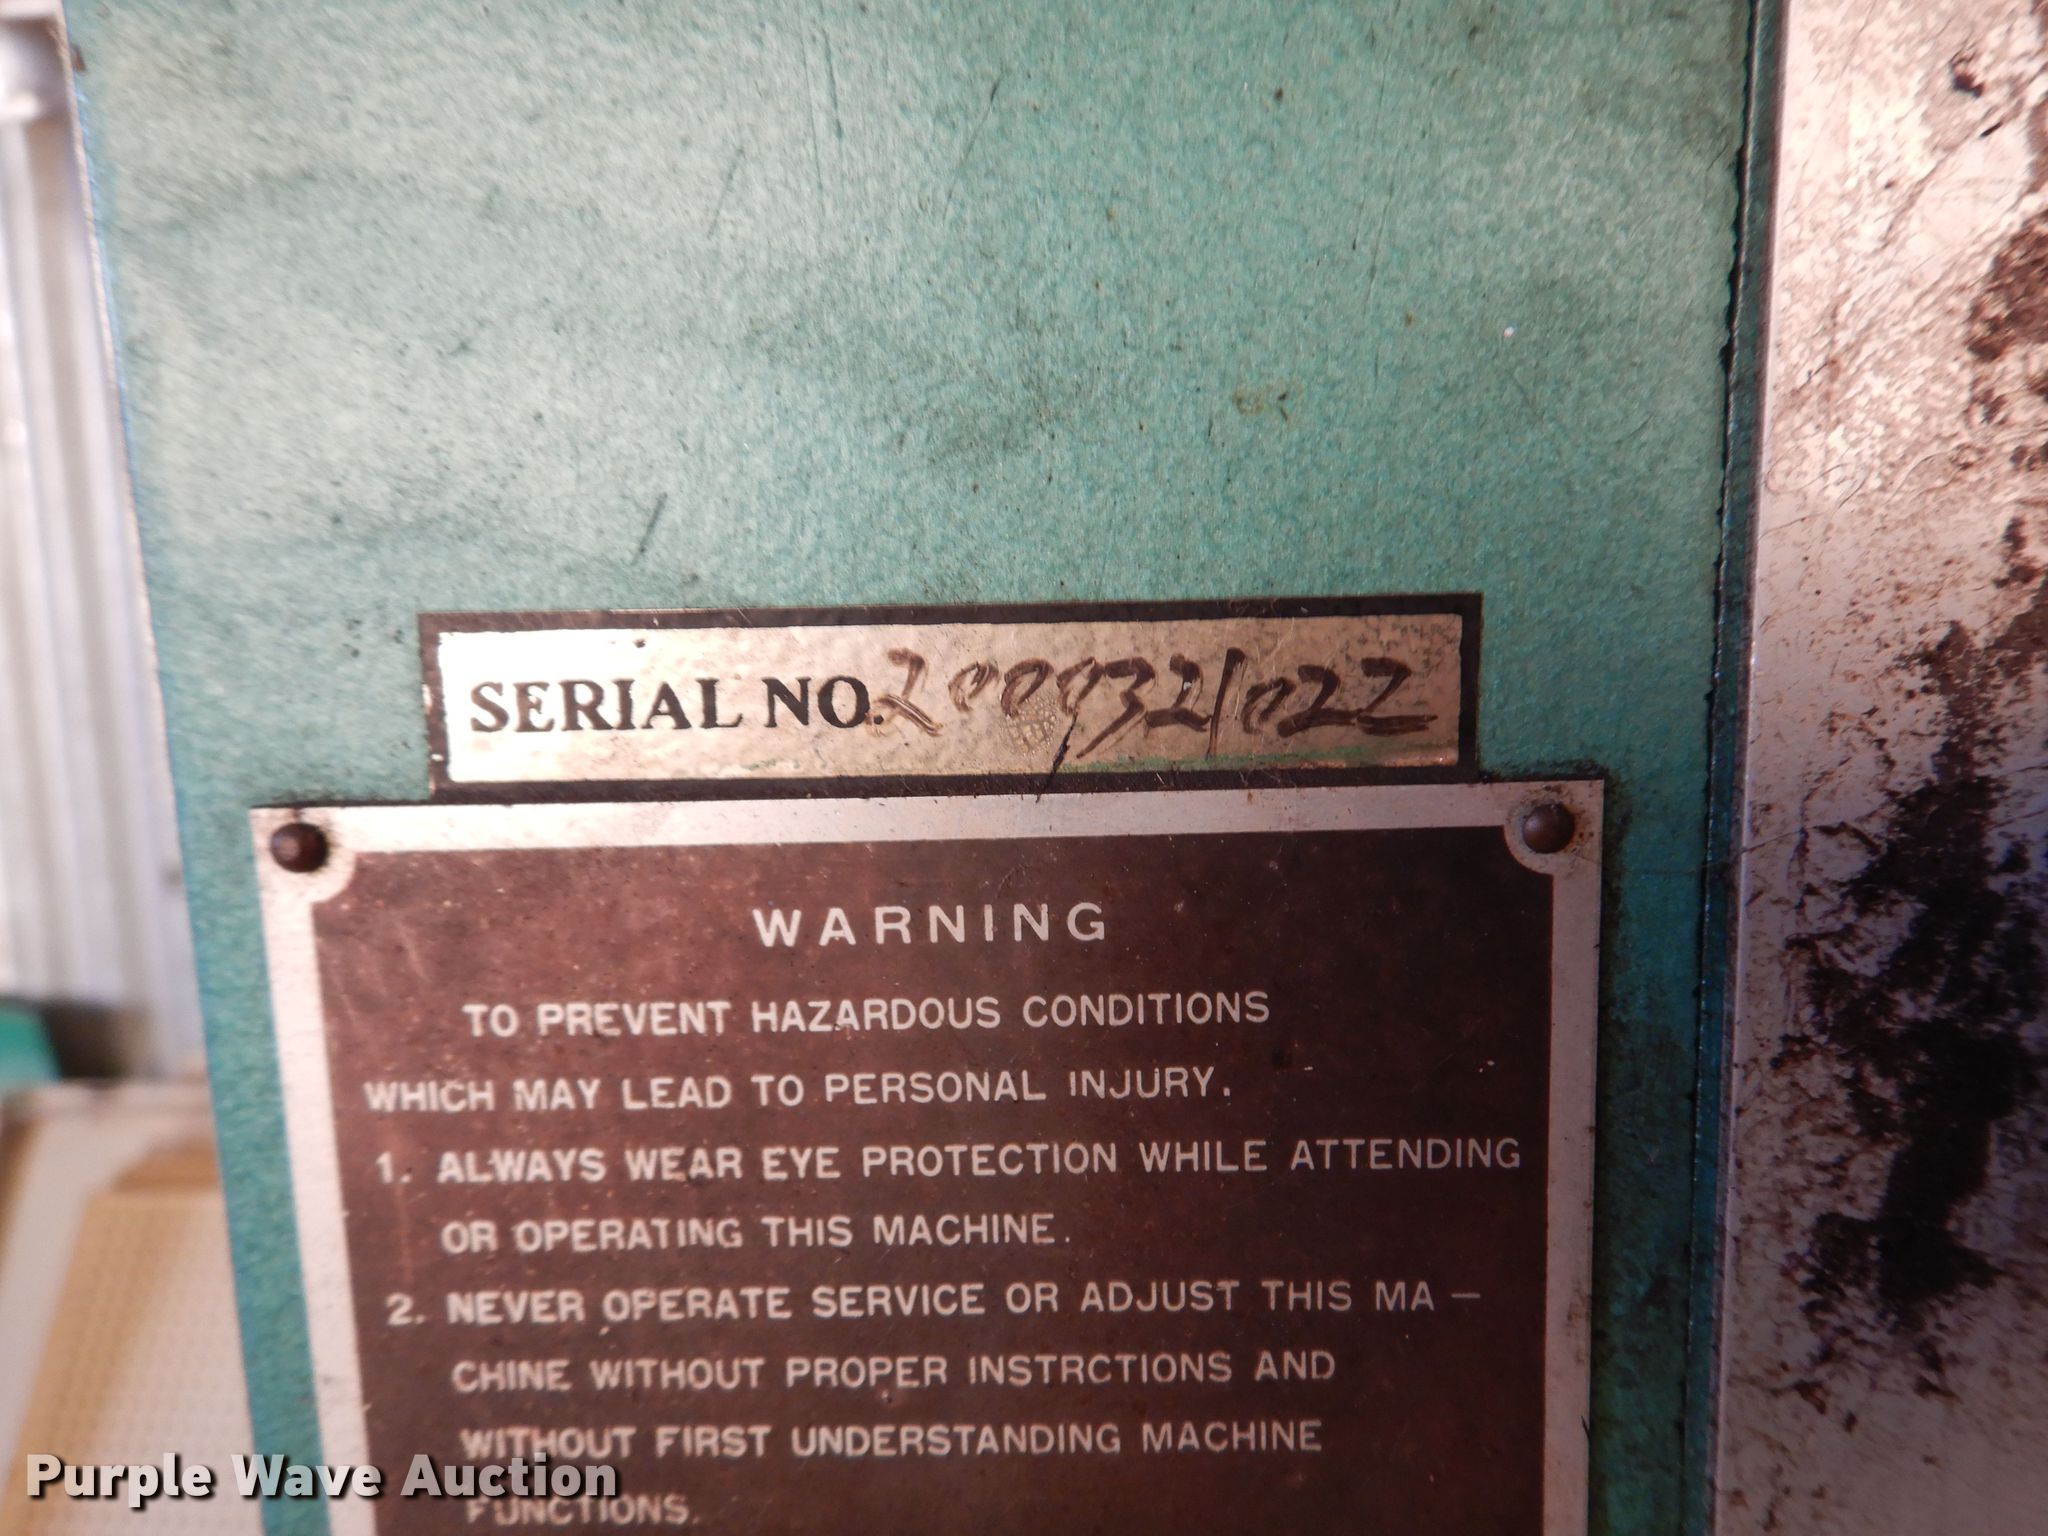 SERIAL NO. 20009321022
WARNING
TO PREVENT HAZARDOUS CONDITIONS
WHICH MAY LEAD TO PERSONAL INJURY.
1. ALWAYS WEAR EYE PROTECTION WHILE ATTENDING
OR OPERATING THIS MACHINE.
2. NEVER OPERATE SERVICE OR ADJUST THIS MA –
CHINE WITHOUT PROPER INSTRCTIONS AND
WITHOUT FIRST UNDERSTANDING MACHINE
FUNCTIONS.
Purple Wave Auction